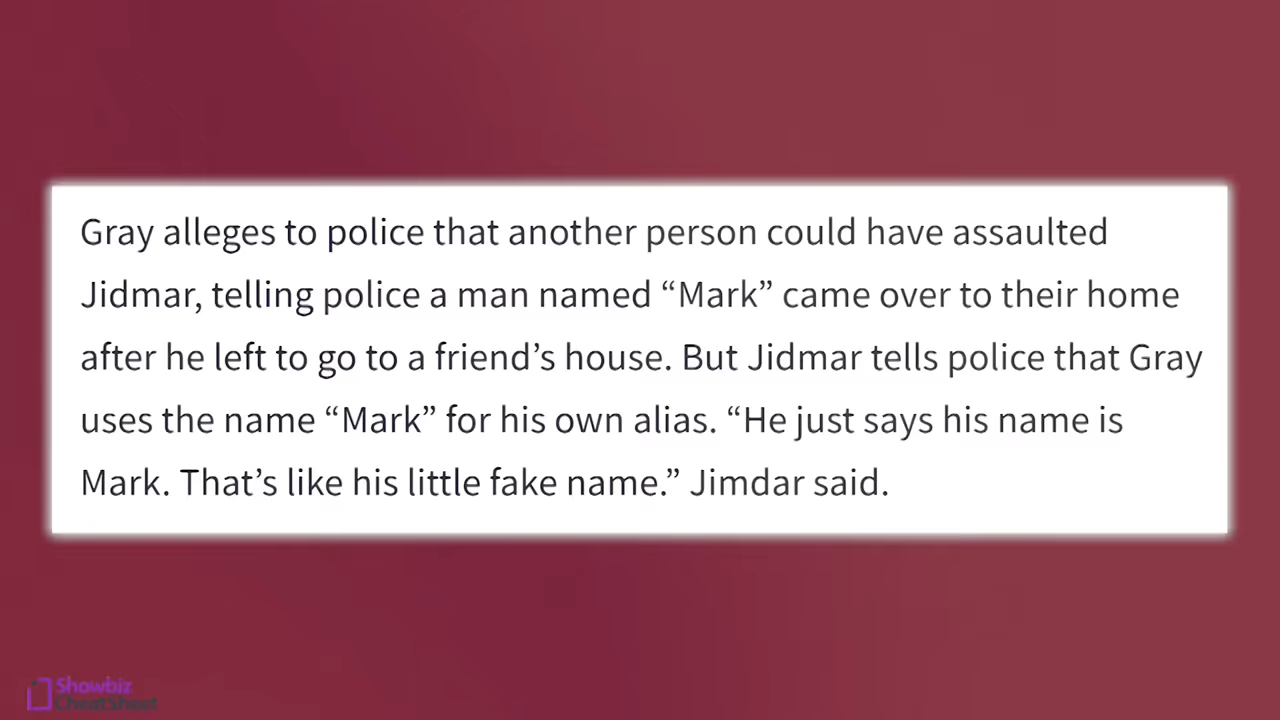 Gray alleges to police that another person could have assaulted
Jidmar, telling police a man named “Mark” came over to their home
after he left to go to a friend’s house. But Jidmar tells police that Gray
uses the name “Mark” for his own alias. “He just says his name is
Mark. That’s like his little fake name.” Jimdar said.
Showbiz
CheatSheet